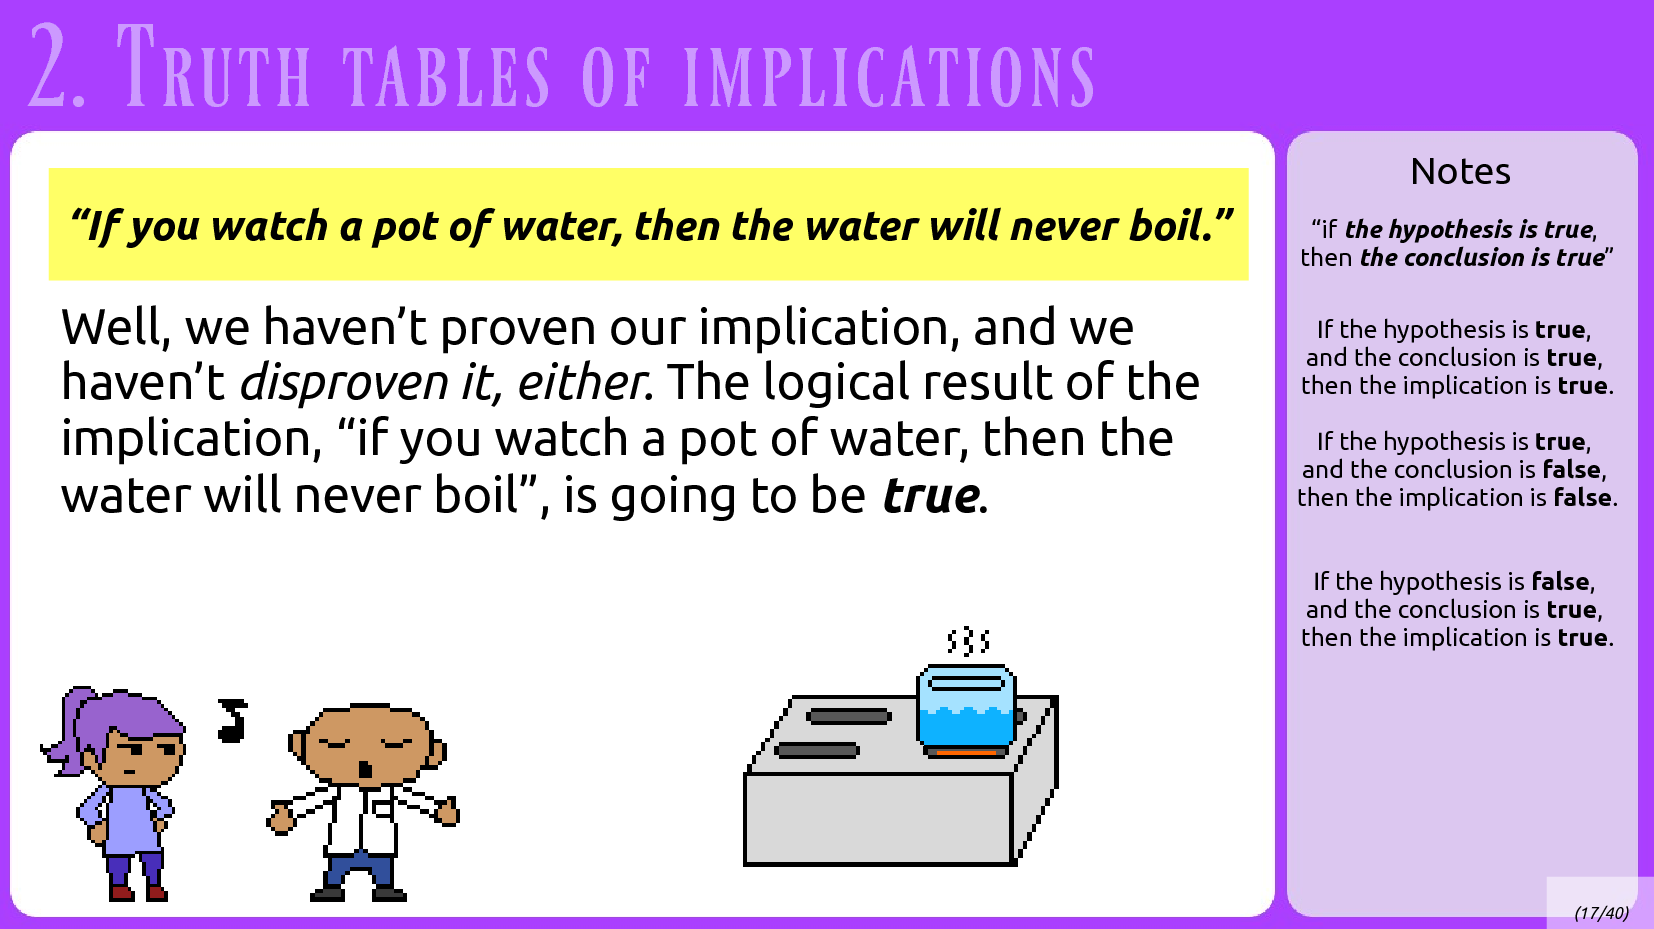 2. Truth tables of implications
“If you watch a pot of water, then the water will never boil.”
Well, we haven’t proven our implication, and we
haven’t disproven it, either. The logical result of the
implication, “if you watch a pot of water, then the
water will never boil”, is going to be true.
Notes
“if the hypothesis is true,
then the conclusion is true”
If the hypothesis is true,
and the conclusion is true,
then the implication is true.
If the hypothesis is true,
and the conclusion is false,
then the implication is false.
If the hypothesis is false,
and the conclusion is true,
then the implication is true.
(17/40)